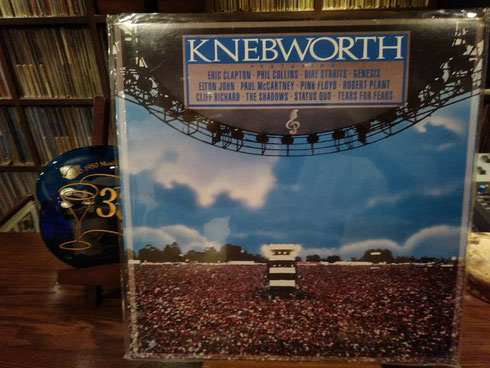 KNEBWORTH
FEATURING
ERIC CLAPTON · PHIL COLLINS · DIRE STRAITS · GENESIS
ELTON JOHN · PAUL McCARTNEY · PINK FLOYD · ROBERT PLANT
CLIFF RICHARD · THE SHADOWS · STATUS QUO · TEARS FOR FEARS